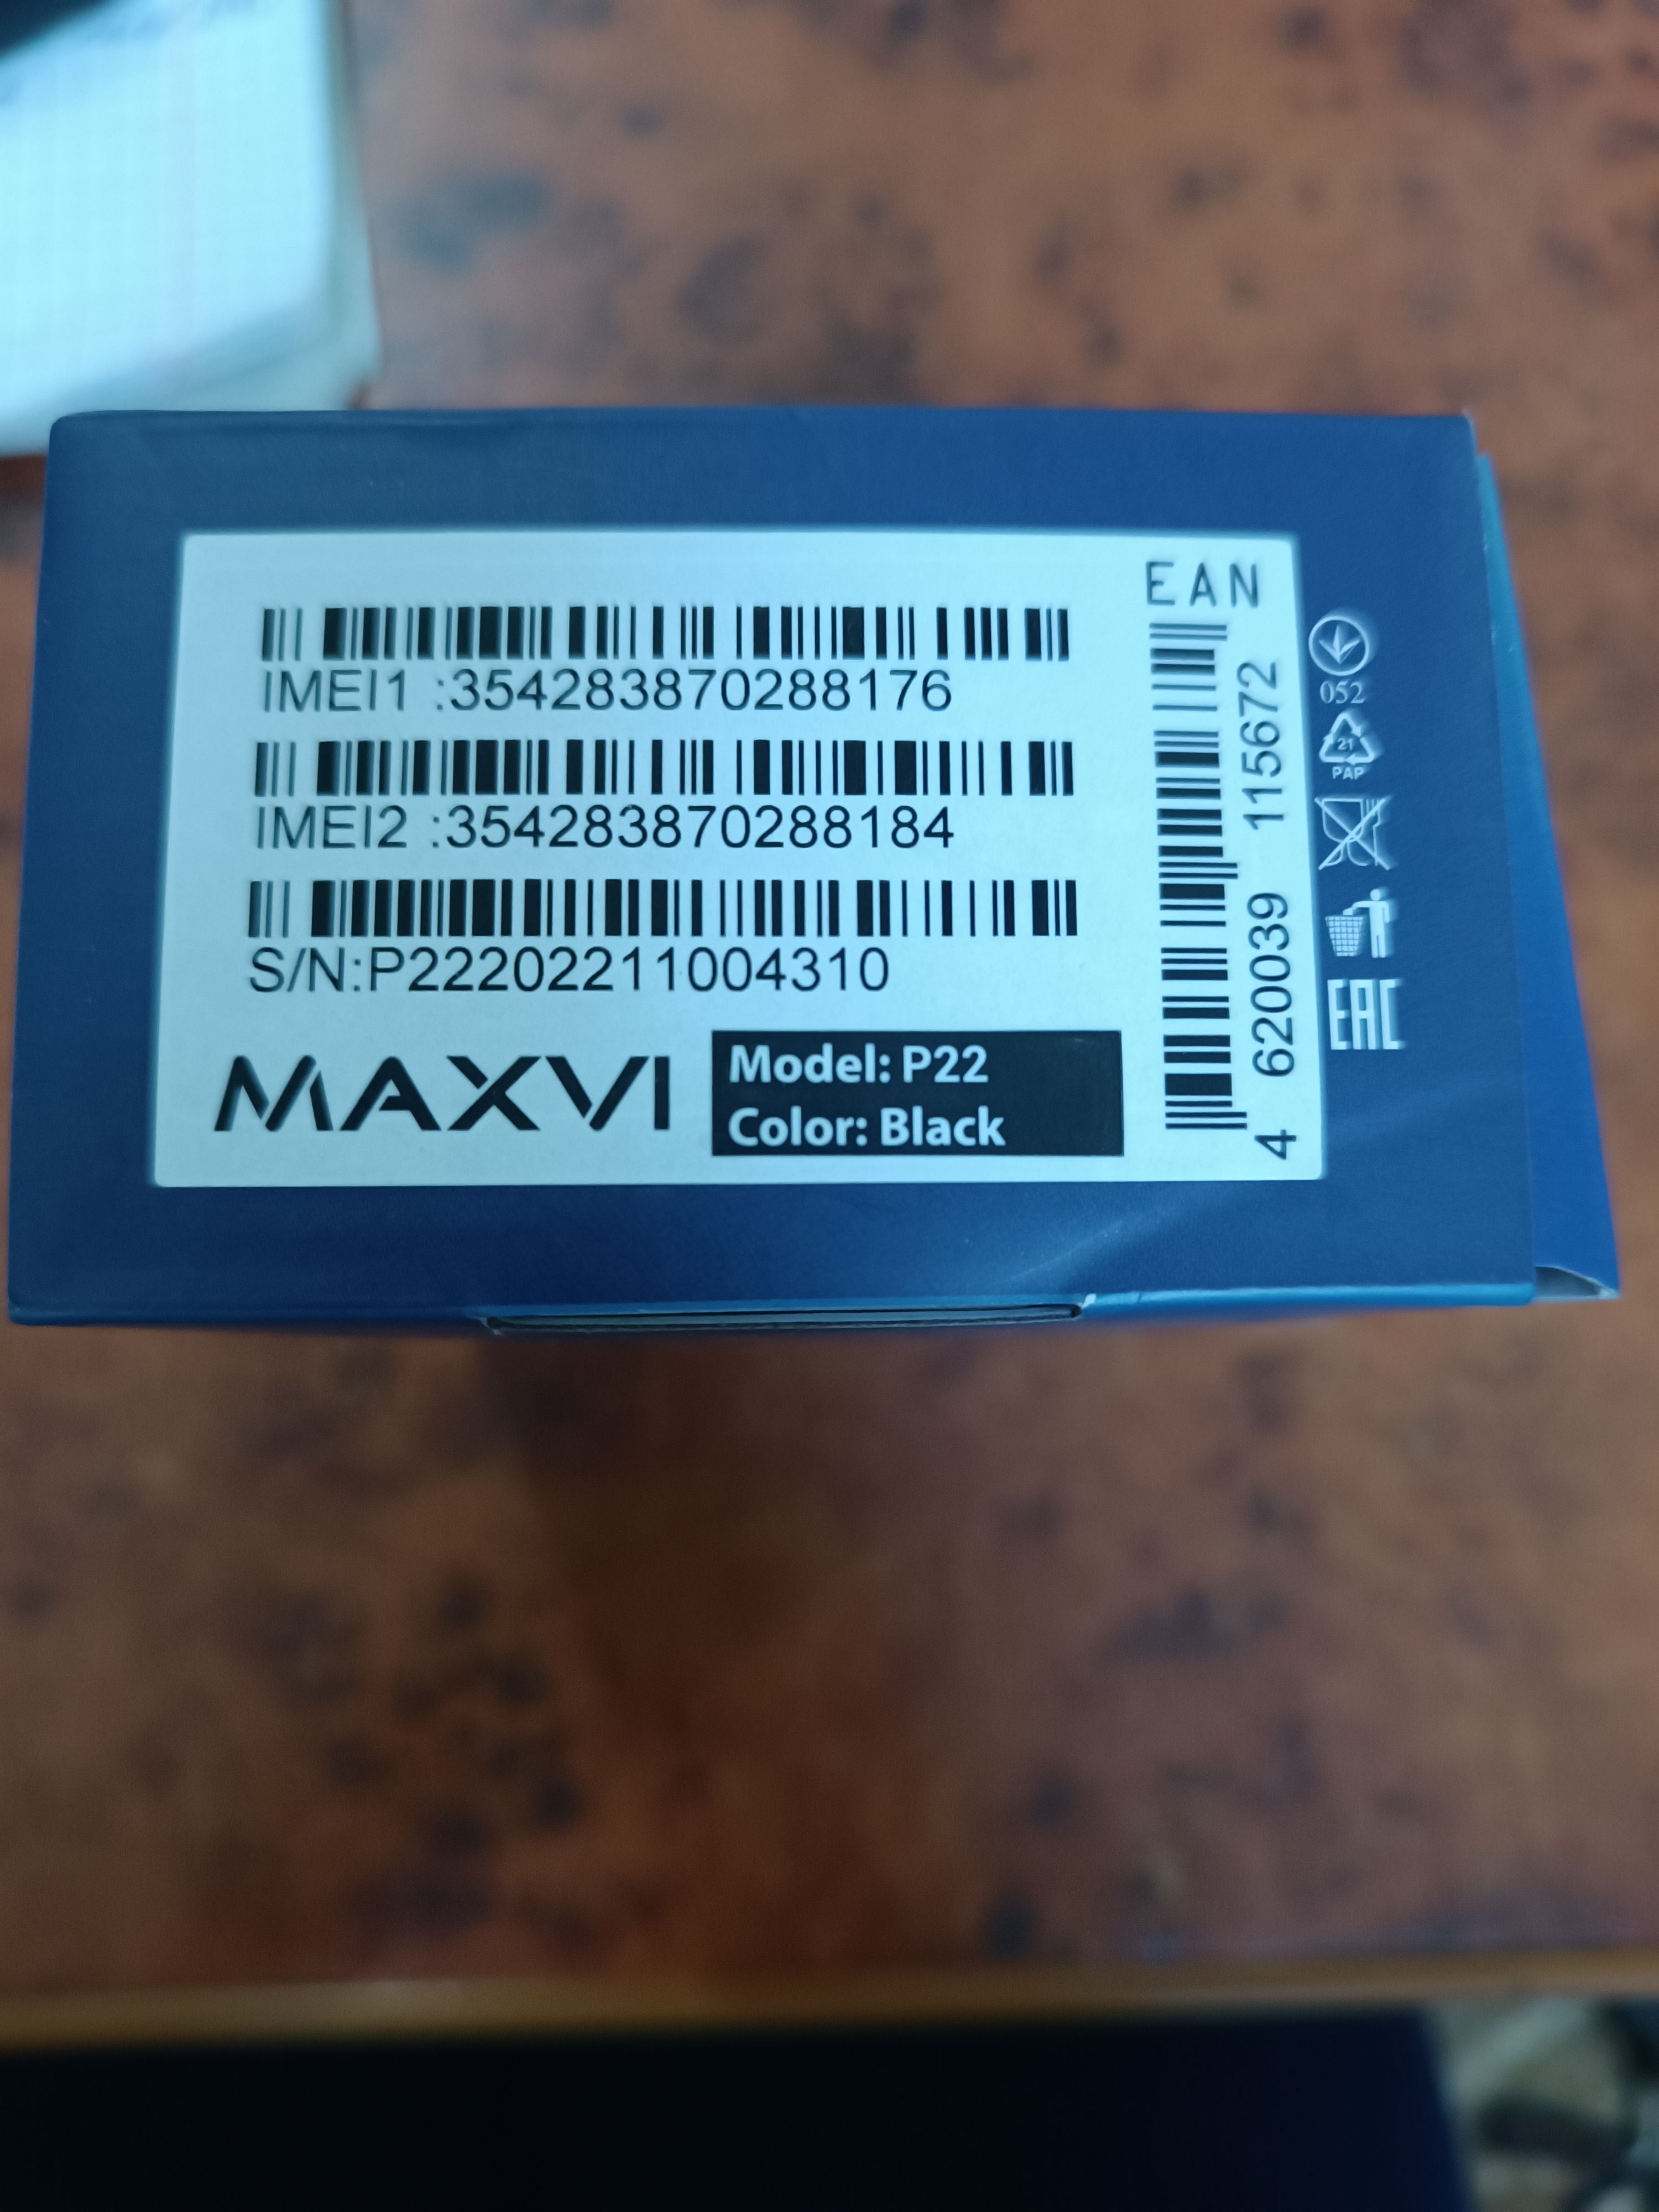 EAN
IMEI1 :354283870288176
IMEI2 :354283870288184
S/N:P22202211004310
MAXVI
Model: P22
Color: Black
4 620039 115672
052
21
PAP
EAC